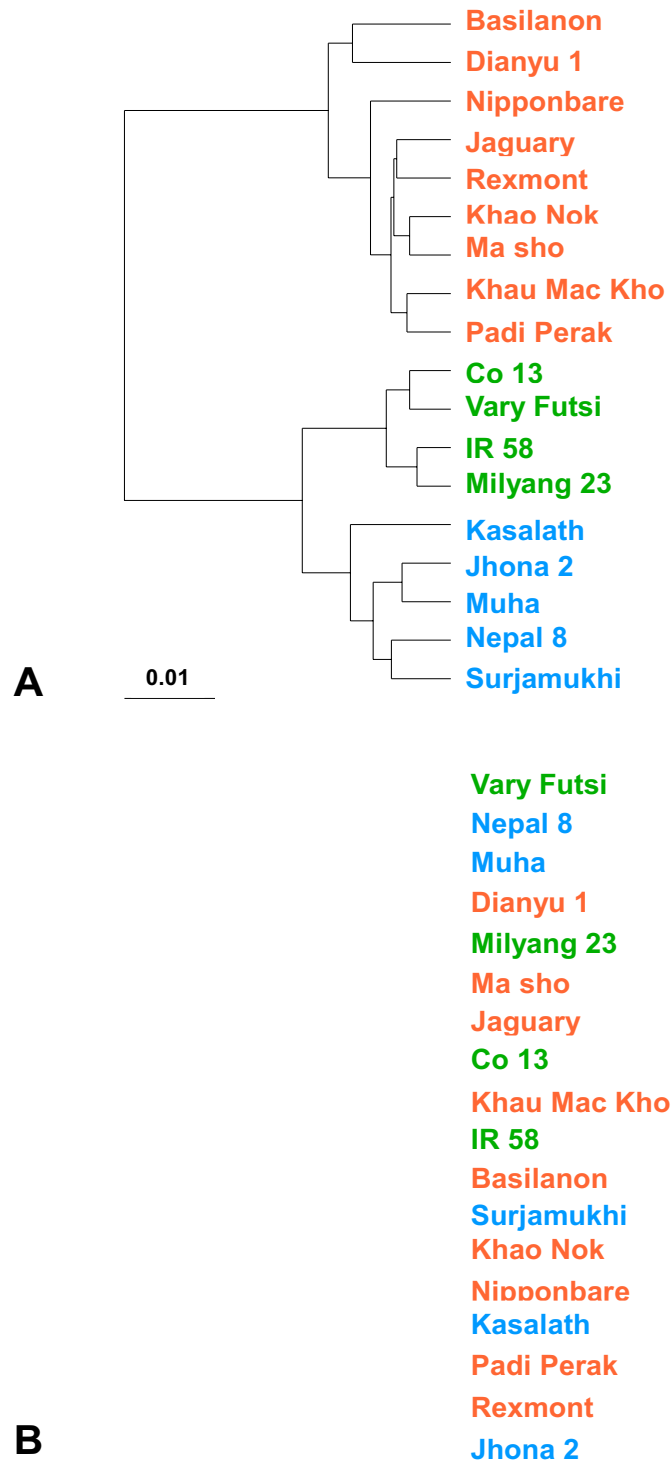 Basilanon
Dianyu 1
Nipponbare
Jaguary
Rexmont
Khao Nok
Ma sho
Khau Mac Kho
Padi Perak
Co 13
Vary Futsi
IR 58
Milyang 23
Kasalath
Jhona 2
Muha
Nepal 8
Surjamukhi
A
0.01
Vary Futsi
Nepal 8
Muha
Dianyu 1
Milyang 23
Ma sho
Jaguary
Co 13
Khau Mac Kho
IR 58
Basilanon
Surjamukhi
Khao Nok
Nipponbare
Kasalath
Padi Perak
Rexmont
Jhona 2
B